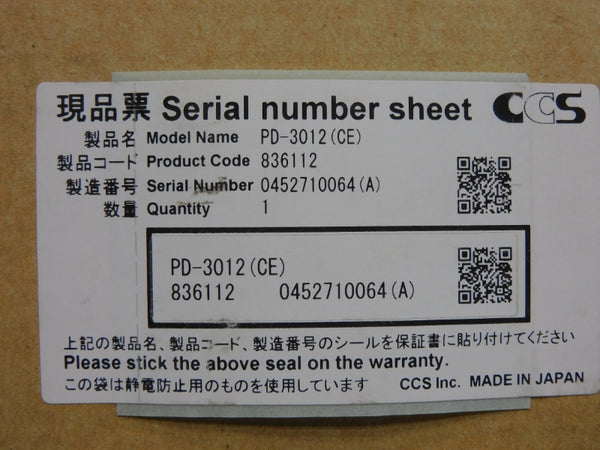 現品票 Serial number sheet CCS
製品名 Model Name PD-3012(CE)
製品コード Product Code 836112
製造番号 Serial Number 0452710064(A)
数量 Quantity 1
PD-3012(CE)
836112 0452710064(A)
上記の製品名、製品コード、製造番号のシールを保証書に貼り付けてください
Please stick the above seal on the warranty.
この袋は静電防止用のものを使用しています CCS Inc. MADE IN JAPAN